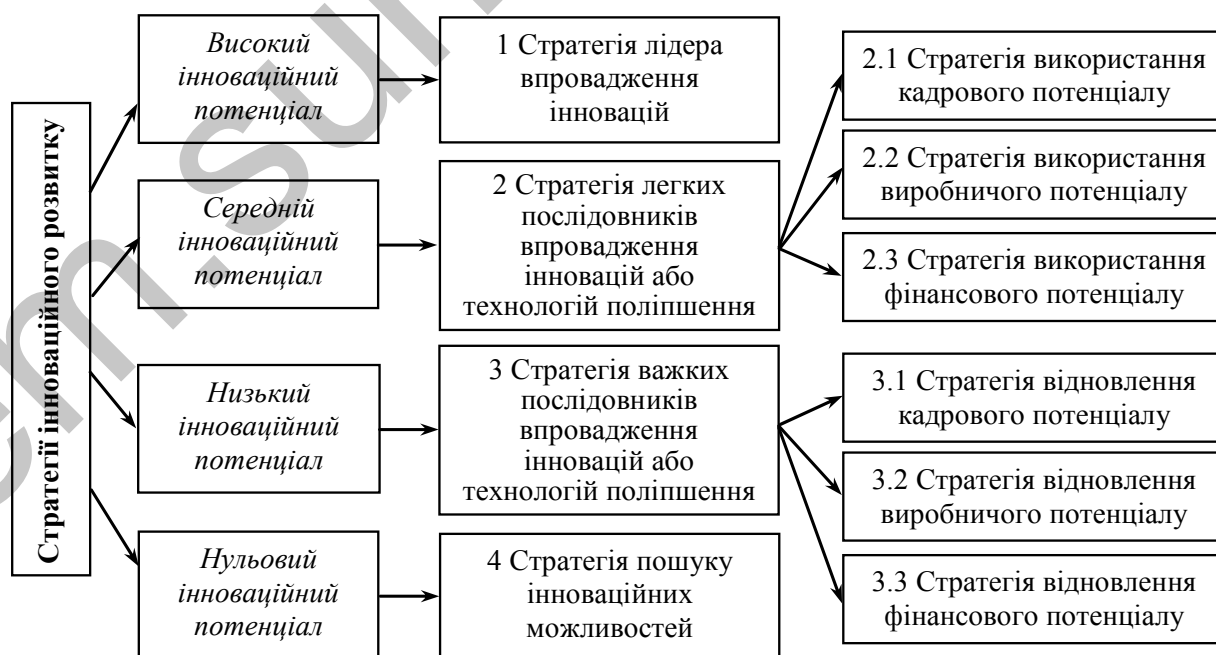 Стратегії інноваційного розвитку
Високий
інноваційний
потенціал
1 Стратегія лідера
впровадження
інновацій
Середній
інноваційний
потенціал
2 Стратегія легких
послідовників
впровадження
інновацій або
технологій поліпшення
2.1 Стратегія використання
кадрового потенціалу
2.2 Стратегія використання
виробничого потенціалу
2.3 Стратегія використання
фінансового потенціалу
Низький
інноваційний
потенціал
3 Стратегія важких
послідовників
впровадження
інновацій або
технологій поліпшення
3.1 Стратегія відновлення
кадрового потенціалу
3.2 Стратегія відновлення
виробничого потенціалу
3.3 Стратегія відновлення
фінансового потенціалу
Нульовий
інноваційний
потенціал
4 Стратегія пошуку
інноваційних
можливостей